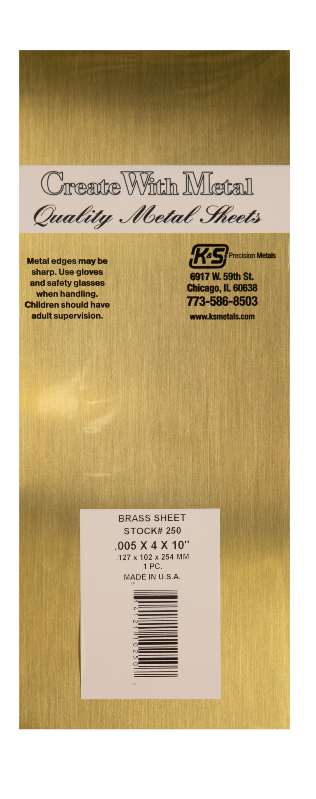 Create With Metal
Quality Metal Sheets
Metal edges may be
sharp. Use gloves
and safety glasses
when handling.
Children should have
adult supervision.
K&S Precision Metals
6917 W. 59th St.
Chicago, IL 60638
773-586-8503
www.ksmetals.com
BRASS SHEET
STOCK# 250
.005 X 4 X 10"
.127 x 102 x 254 MM
1 PC.
MADE IN U.S.A.